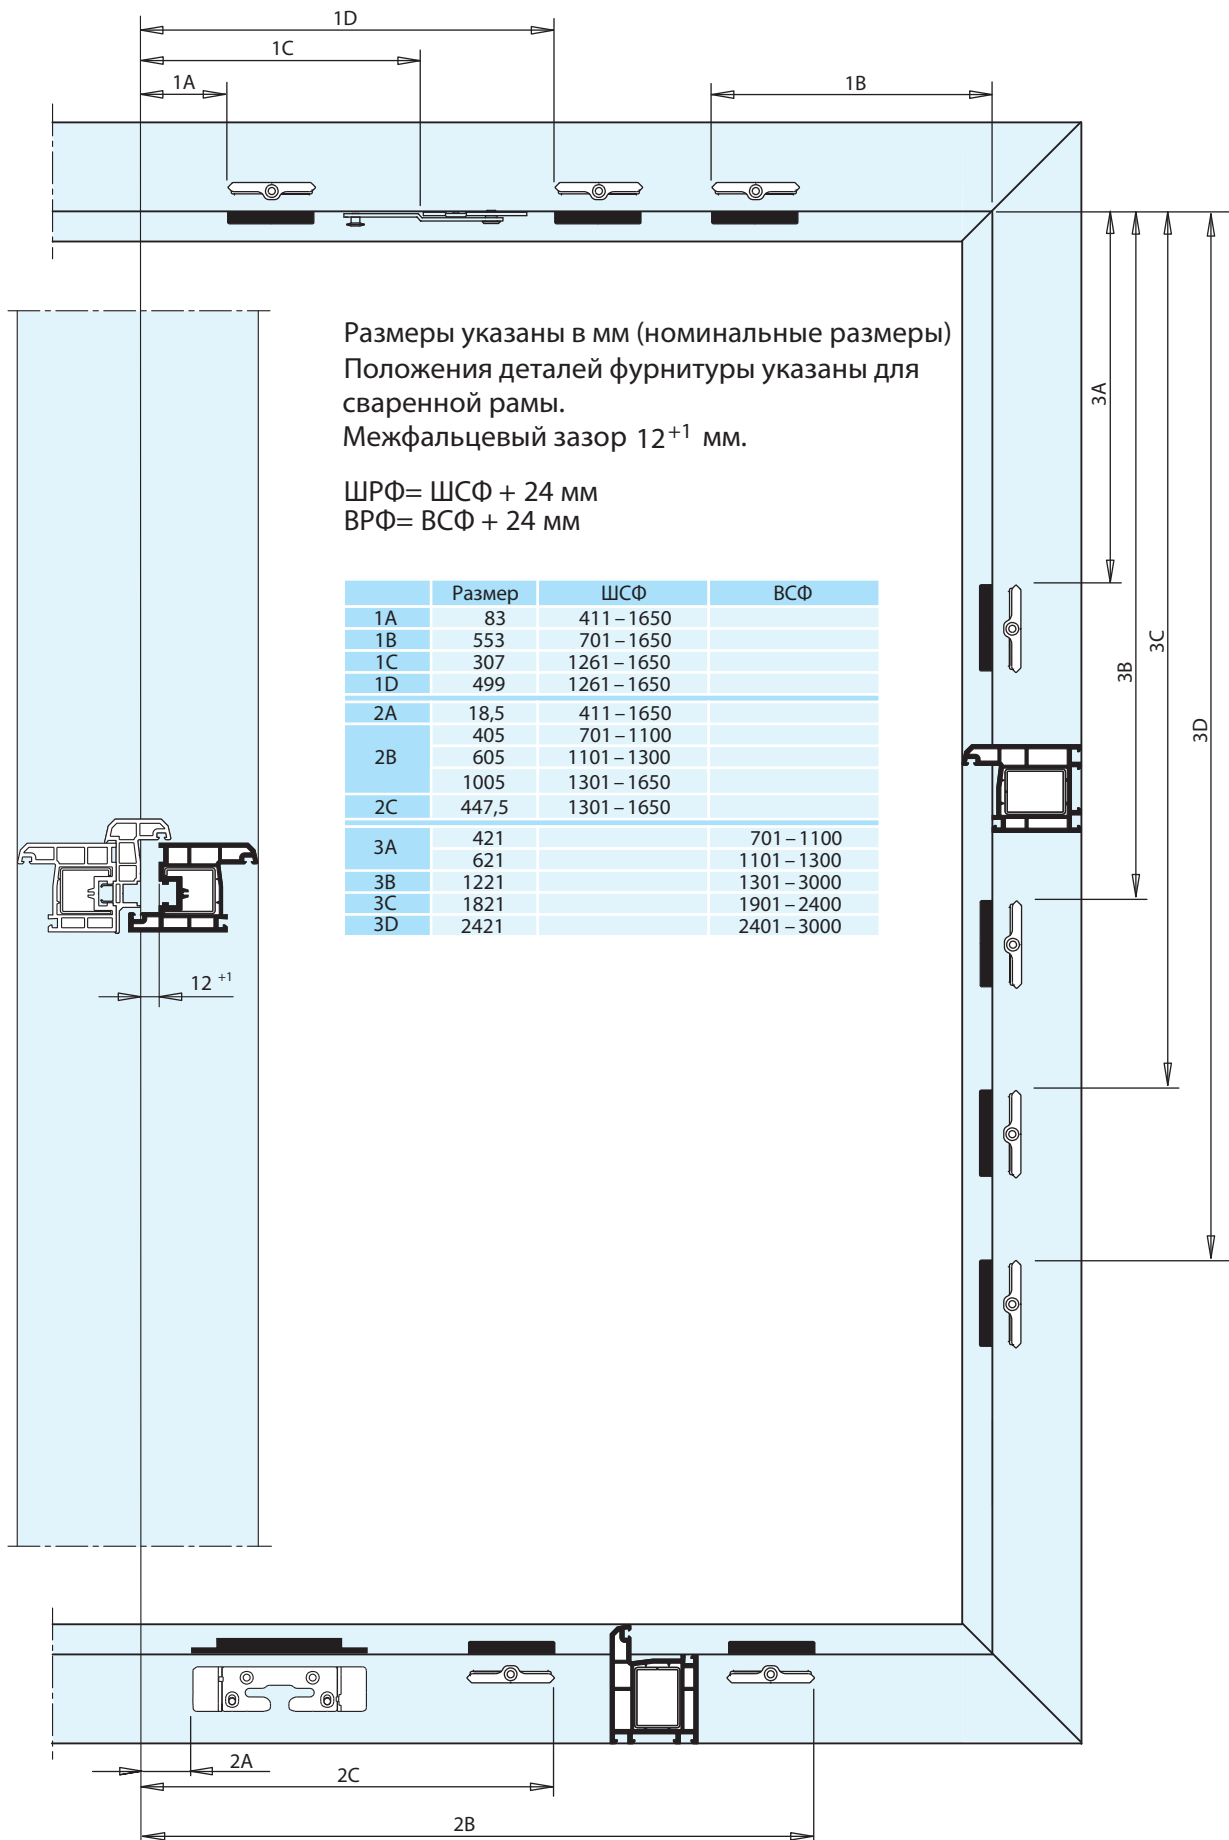 1D
1C
1A
1B
Размеры указаны в мм (номинальные размеры)
Положения деталей фурнитуры указаны для
сваренной рамы.
Межфальцевый зазор 12+1 мм.
ШРФ= ШСФ + 24 мм
ВРФ= ВСФ + 24 мм
Размер ШСФ ВСФ
1A 83 411 – 1650
1B 553 701 – 1650
1C 307 1261 – 1650
1D 499 1261 – 1650
2A 18,5 411 – 1650
2B 405 701 – 1100
605 1101 – 1300
1005 1301 – 1650
2C 447,5 1301 – 1650
3A 421 701 – 1100
621 1101 – 1300
3B 1221 1301 – 3000
3C 1821 1901 – 2400
3D 2421 2401 – 3000
3A
3B
3C
3D
12 +1
2A
2C
2B